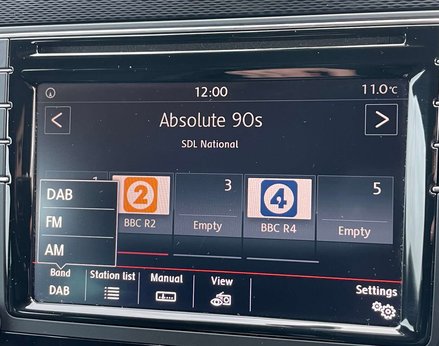 12:00
11.0°C
<
Absolute 90s
>
SDL National
1
2
3
4
5
BBC R2
Empty
BBC R4
Empty
DAB
FM
AM
Band
DAB
Station list
Manual
View
Settings